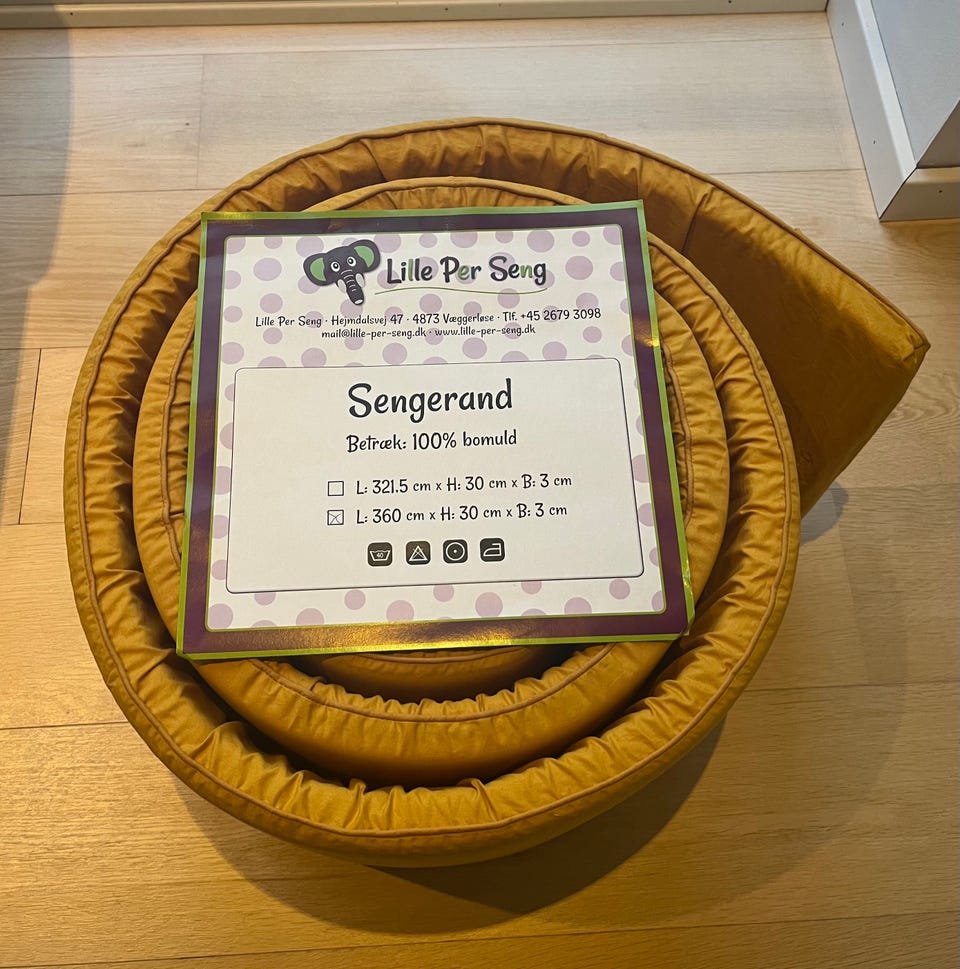 Lille Per Seng
Lille Per Seng · Hejmdalsvej 47 · 4873 Væggerløse · Tlf. +45 2679 3098
mail@lille-per-seng.dk · www.lille-per-seng.dk
Sengerand
Betræk: 100% bomuld
☐ L: 321.5 cm x H: 30 cm x B: 3 cm
☒ L: 360 cm x H: 30 cm x B: 3 cm
40